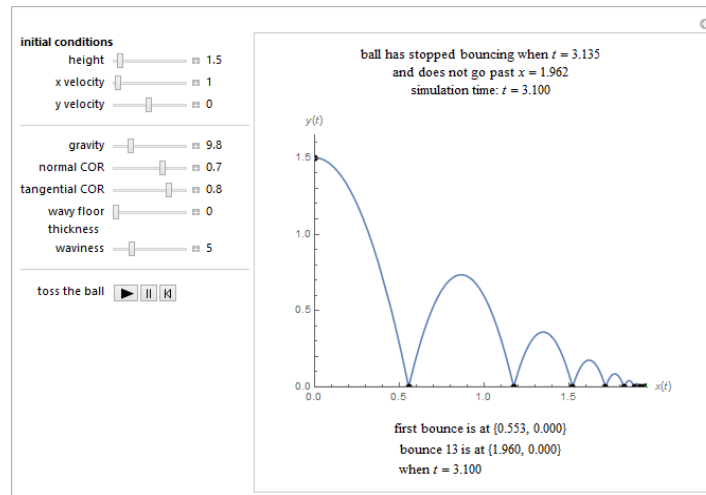 initial conditions
height 1.5
x velocity 1
y velocity 0
gravity 9.8
normal COR 0.7
tangential COR 0.8
wavy floor 0
thickness
waviness 5
toss the ball
ball has stopped bouncing when t = 3.135
and does not go past x = 1.962
simulation time: t = 3.100
y(t)
1.5
1.0
0.5
0.0
0.0 0.5 1.0 1.5 x(t)
first bounce is at {0.553, 0.000}
bounce 13 is at {1.960, 0.000}
when t = 3.100